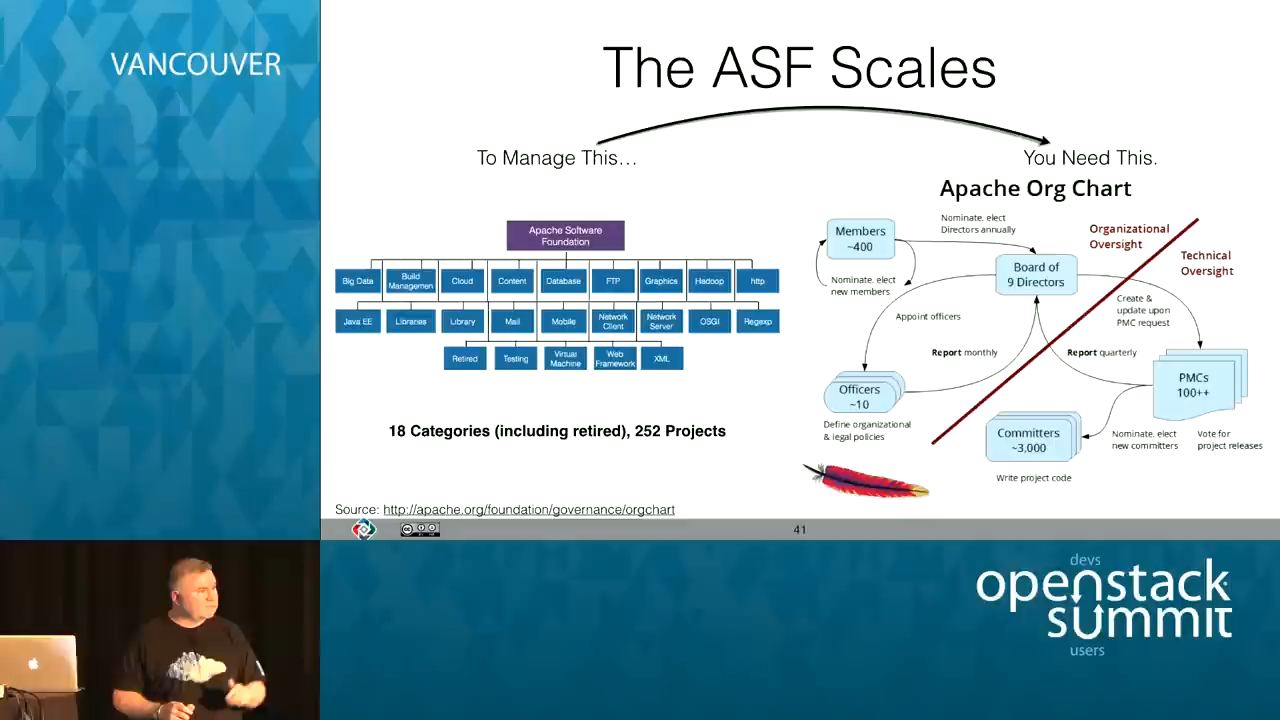 VANCOUVER
The ASF Scales
To Manage This…
You Need This.
Apache Software
Foundation
Big Data
Build
Managemen
Cloud
Content
Database
FTP
Graphics
Hadoop
http
Java EE
Libraries
Library
Mail
Mobile
Network
Client
Network
Server
OSGI
Regexp
Retired
Testing
Virtual
Machine
Web
Framework
XML
18 Categories (including retired), 252 Projects
Apache Org Chart
Members
~400
Nominate. elect
Directors annually
Organizational
Oversight
Technical
Oversight
Nominate. elect
new members
Board of
9 Directors
Appoint officers
Create &
update upon
PMC request
Report monthly
Report quarterly
Officers
~10
PMCs
100++
Define organizational
& legal policies
Committers
~3,000
Nominate. elect
new committers
Vote for
project releases
Write project code
Source: http://apache.org/foundation/governance/orgchart
41
devs
openstack
summit
users